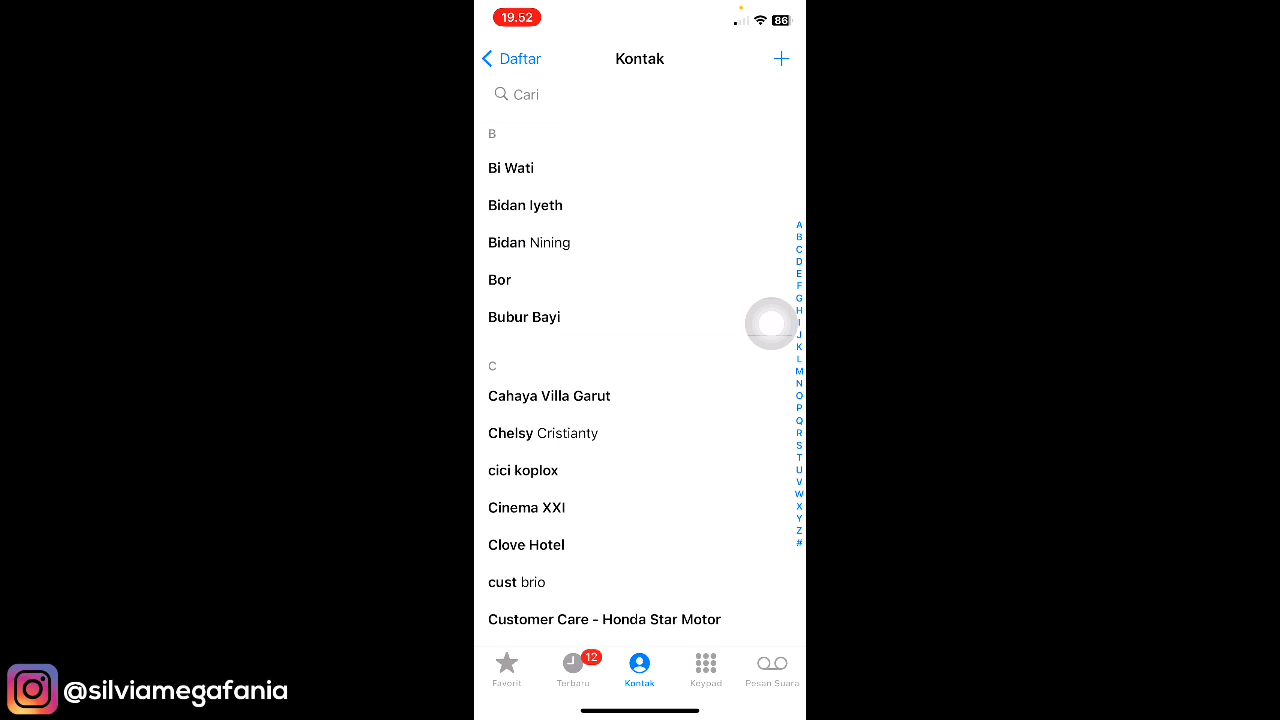 19.52
86
Daftar
Kontak
Cari
B
Bi Wati
Bidan Iyeth
Bidan Nining
Bor
Bubur Bayi
C
Cahaya Villa Garut
Chelsy Cristianty
cici koplox
Cinema XXI
Clove Hotel
cust brio
Customer Care - Honda Star Motor
A
B
C
D
E
F
G
H
I
J
K
L
M
N
O
P
Q
R
S
T
U
V
W
X
Y
Z
#
12
Favorit
Terbaru
Kontak
Keypad
Pesan Suara
@silviamegafania